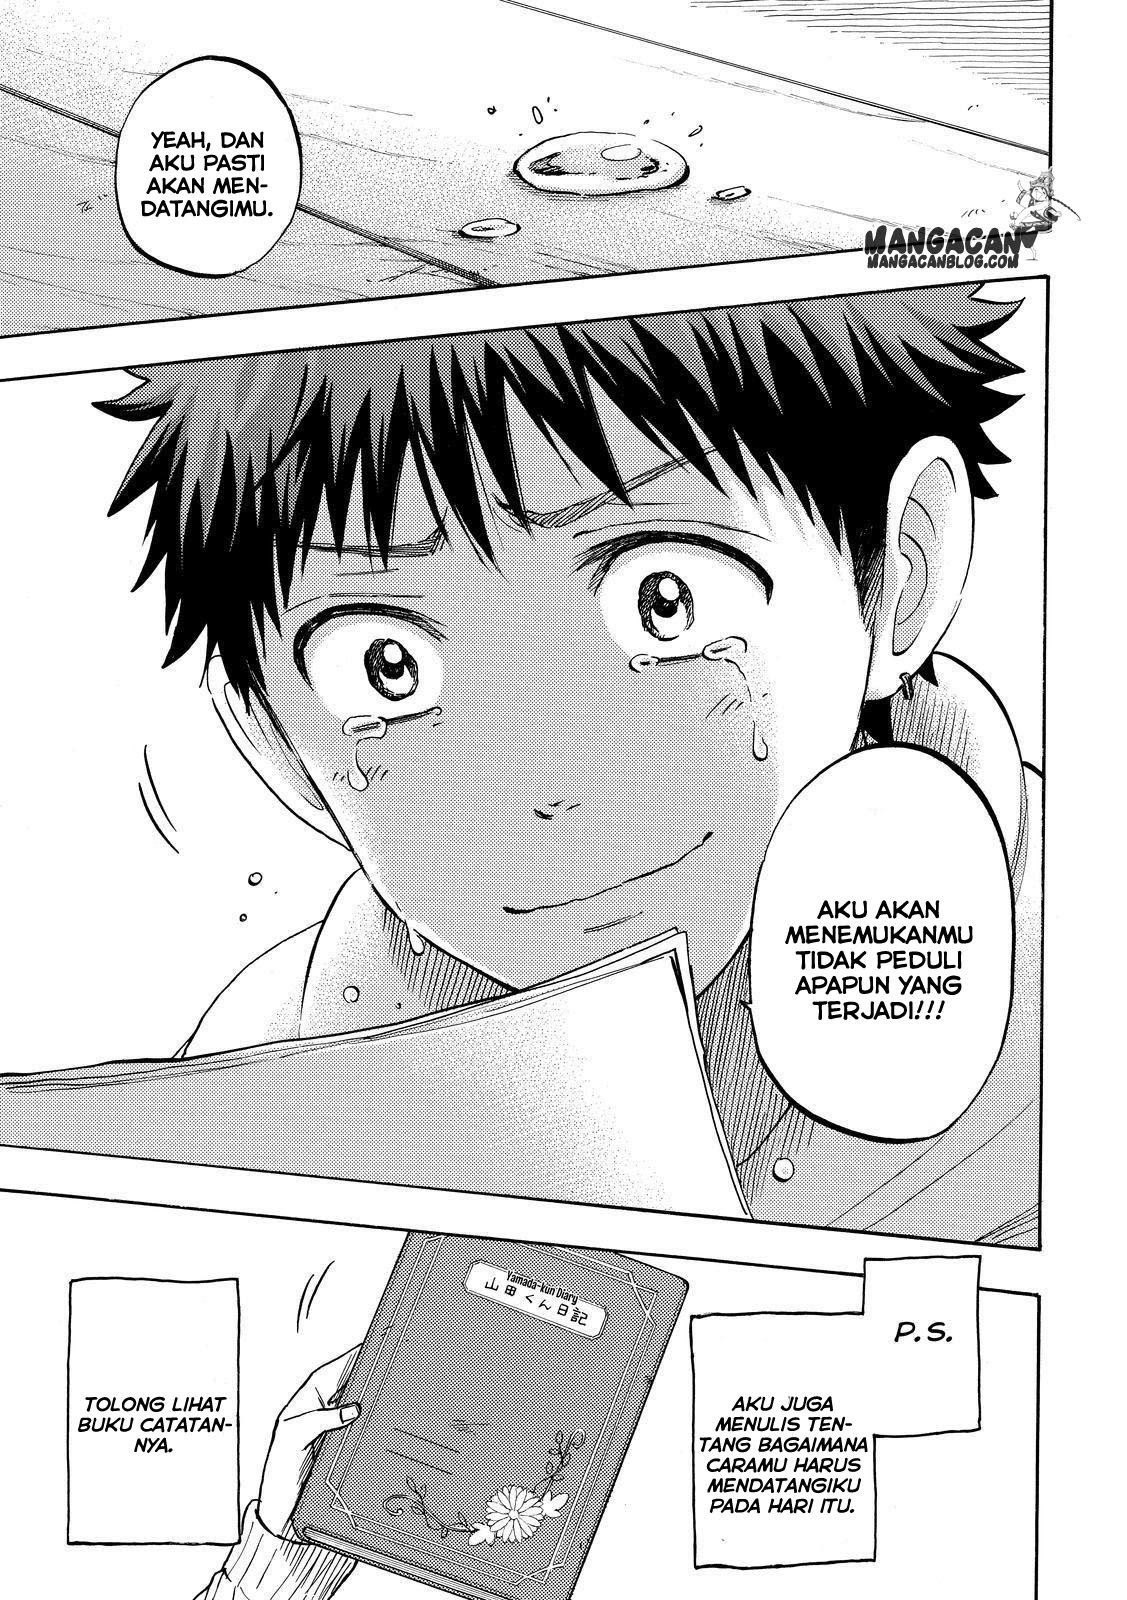 YEAH, DAN
AKU PASTI
AKAN MEN-
DATANGIMU.
MANGACAN
MANGACANBLOG.COM
AKU AKAN
MENEMUKANMU
TIDAK PEDULI
APAPUN YANG
TERJADI!!!
P.S.
AKU JUGA
MENULIS TEN-
TANG BAGAIMANA
CARAMU HARUS
MENDATANGIKU
PADA HARI ITU.
Yamada-kun Diary
山田くん日記
TOLONG LIHAT
BUKU CATATAN-
NYA.